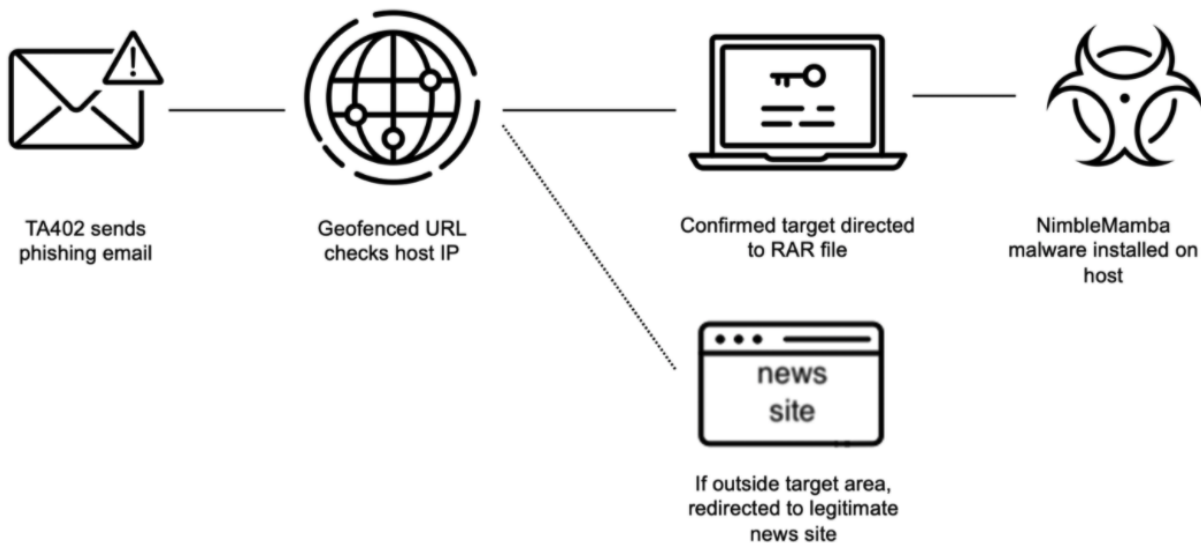 TA402 sends
phishing email
Geofenced URL
checks host IP
Confirmed target directed
to RAR file
NimbleMamba
malware installed on
host
news
site
If outside target area,
redirected to legitimate
news site